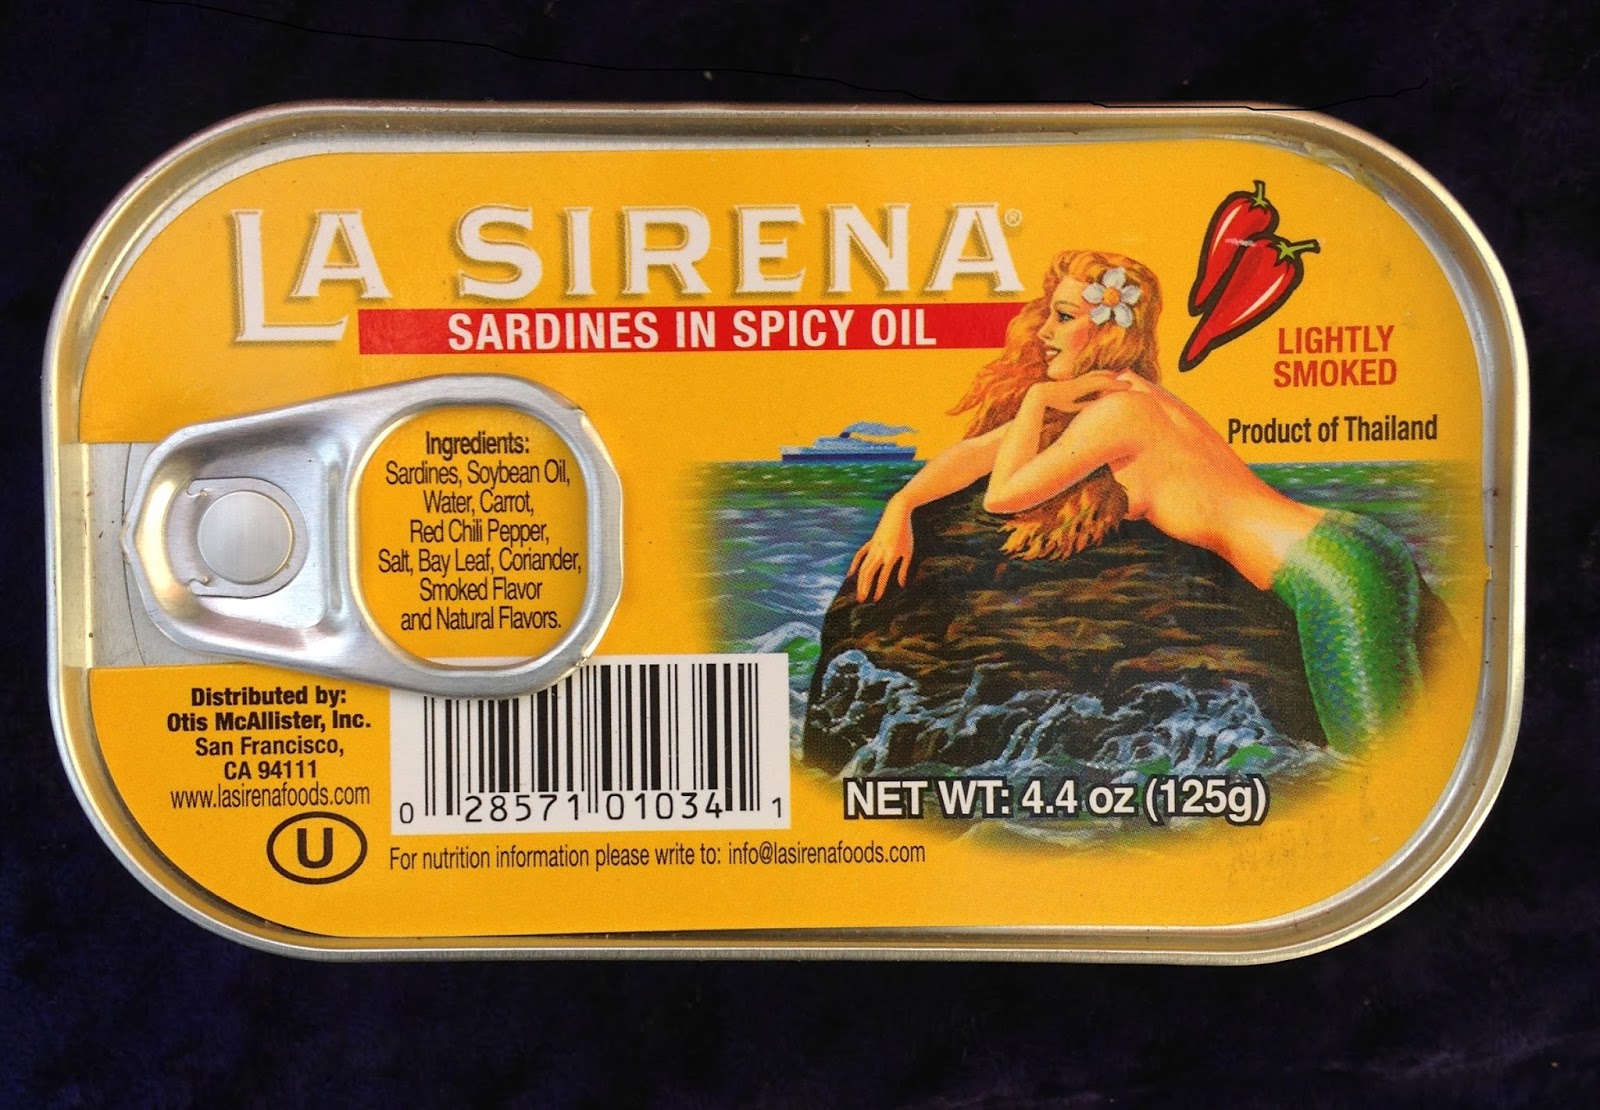 LA SIRENA®
SARDINES IN SPICY OIL
LIGHTLY
SMOKED
Product of Thailand
Ingredients:
Sardines, Soybean Oil,
Water, Carrot,
Red Chili Pepper,
Salt, Bay Leaf, Coriander,
Smoked Flavor
and Natural Flavors.
Distributed by:
Otis McAllister, Inc.
San Francisco,
CA 94111
www.lasirenafoods.com
U
0 28571 01034 1
NET WT: 4.4 oz (125g)
For nutrition information please write to: info@lasirenafoods.com